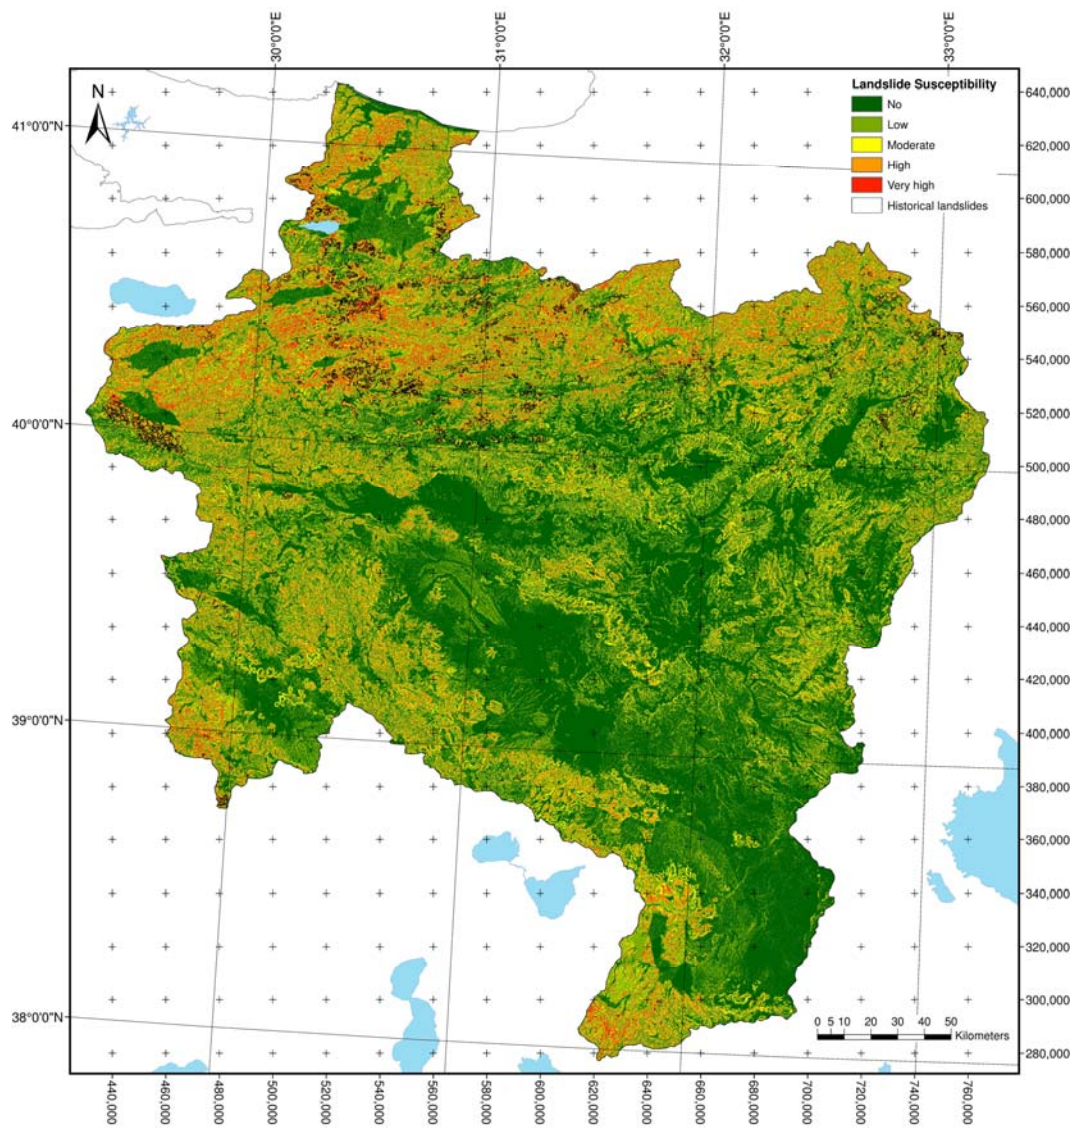 30°0'0"E 31°0'0"E 32°0'0"E 33°0'0"E
N
Landslide Susceptibility
No
Low
Moderate
High
Very high
Historical landslides
41°0'0"N
40°0'0"N
39°0'0"N
38°0'0"N
640,000
620,000
600,000
580,000
560,000
540,000
520,000
500,000
480,000
460,000
440,000
420,000
400,000
380,000
360,000
340,000
320,000
300,000
280,000
0 5 10 20 30 40 50
Kilometers
440,000 460,000 480,000 500,000 520,000 540,000 560,000 580,000 600,000 620,000 640,000 660,000 680,000 700,000 720,000 740,000 760,000